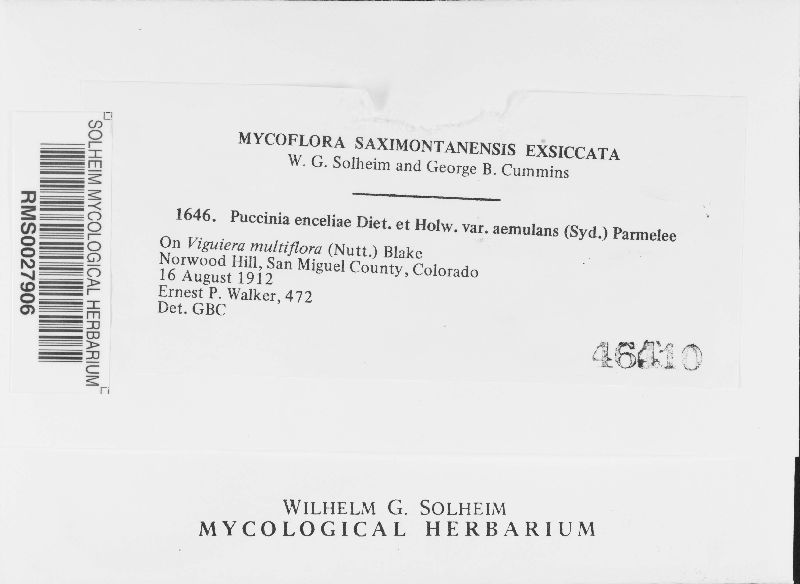 SOLHEIM MYCOLOGICAL HERBARIUM
RMS0027906
MYCOFLORA SAXIMONTANENSIS EXSICCATA
W. G. Solheim and George B. Cummins
1646. Puccinia enceliae Diet. et Holw. var. aemulans (Syd.) Parmelee
On Viguiera multiflora (Nutt.) Blake
Norwood Hill, San Miguel County, Colorado
16 August 1912
Ernest P. Walker, 472
Det. GBC
WILHELM G. SOLHEIM
MYCOLOGICAL HERBARIUM